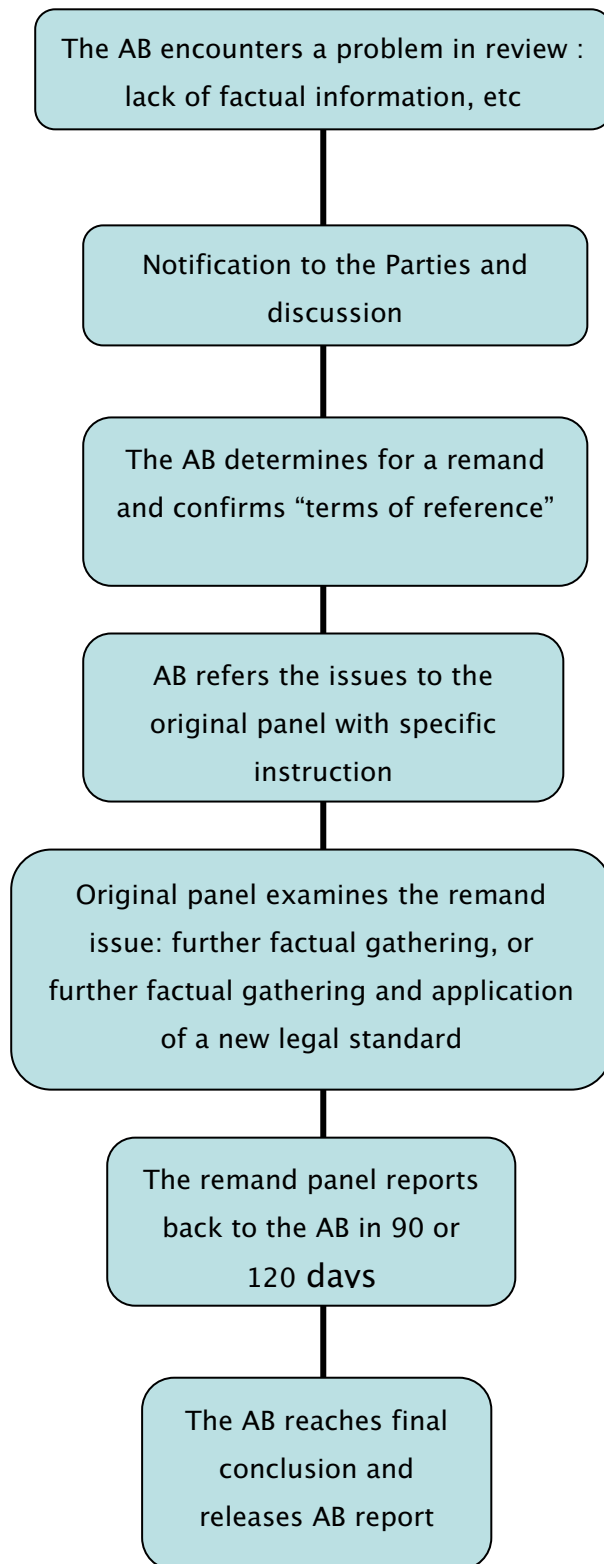 The AB encounters a problem in review :
lack of factual information, etc
Notification to the Parties and
discussion
The AB determines for a remand
and confirms “terms of reference”
AB refers the issues to the
original panel with specific
instruction
Original panel examines the remand
issue: further factual gathering, or
further factual gathering and application
of a new legal standard
The remand panel reports
back to the AB in 90 or
120 days
The AB reaches final
conclusion and
releases AB report